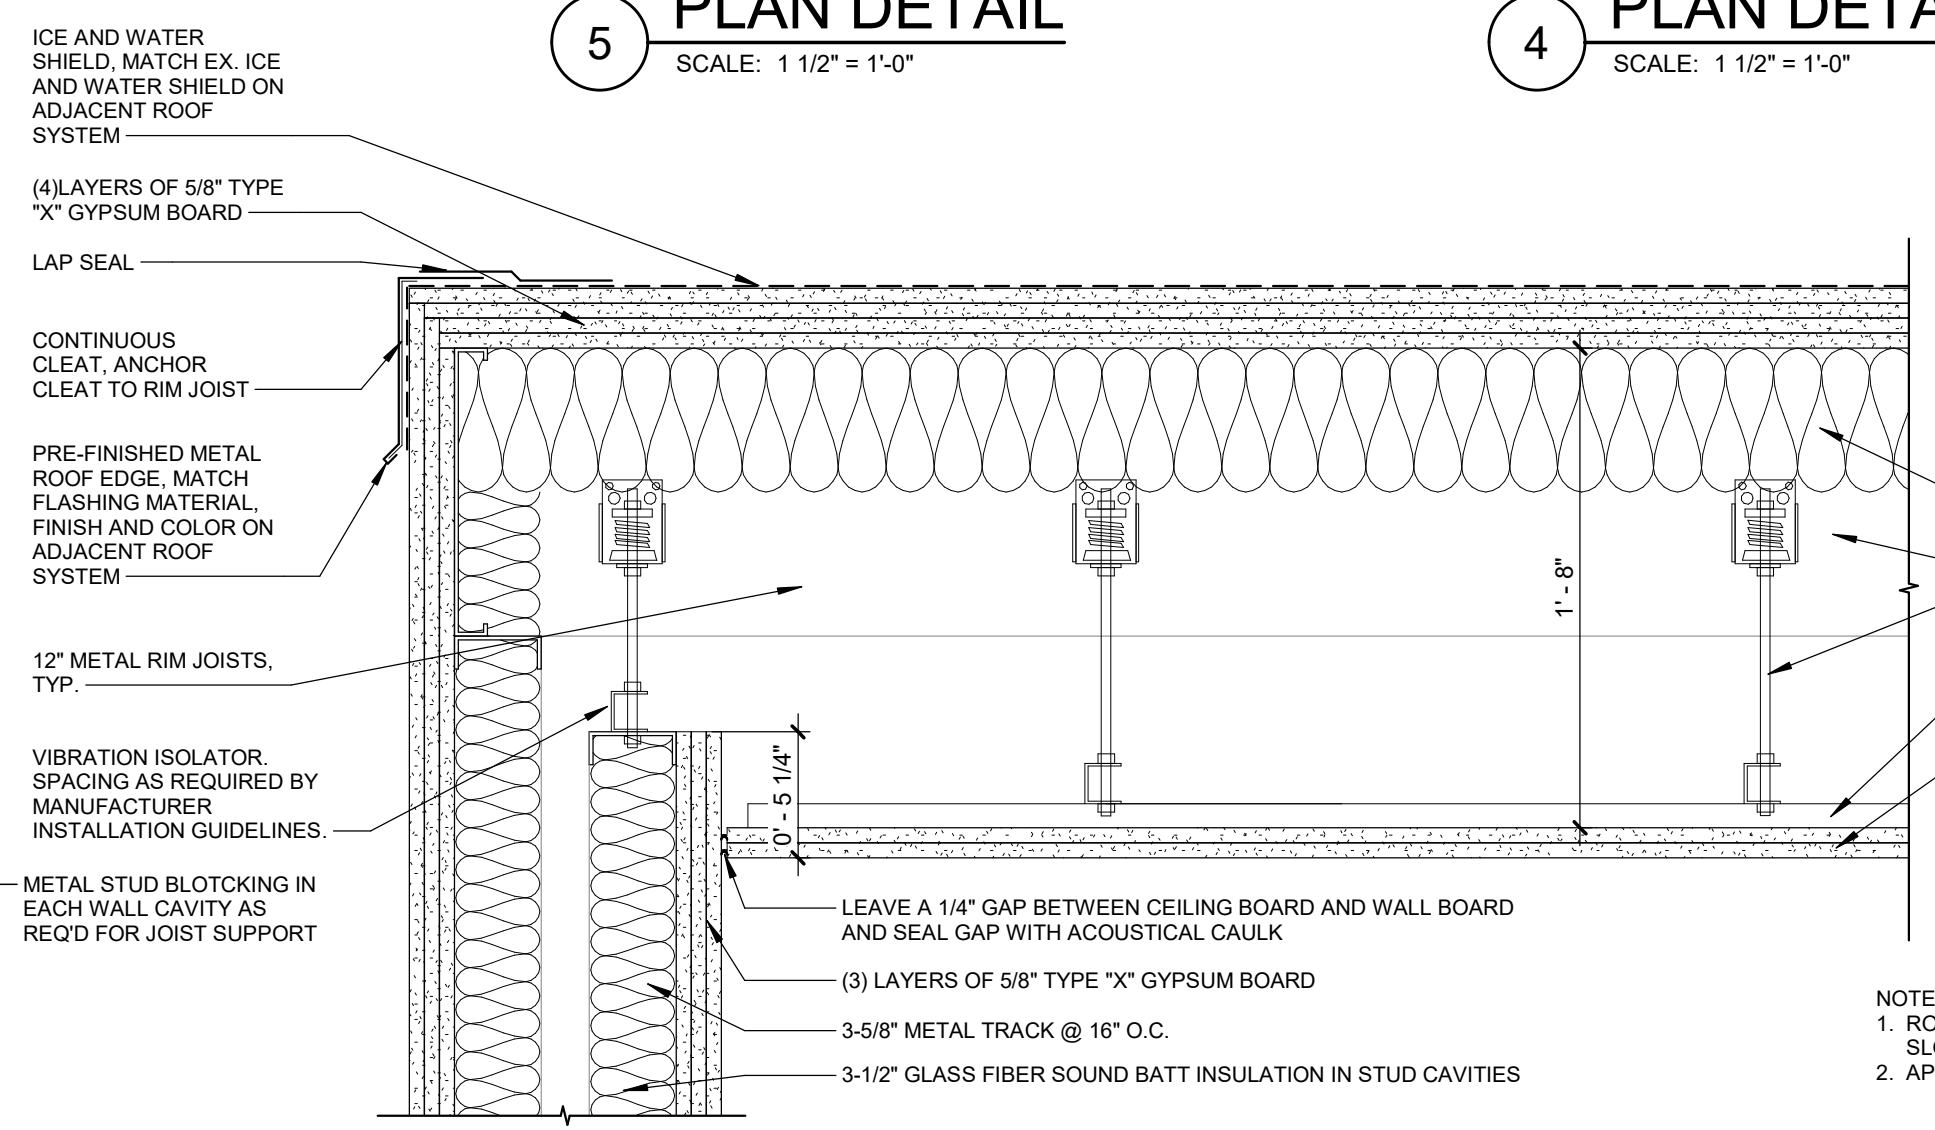 PLAN DETAIL
5
SCALE: 1 1/2" = 1'-0"
PLAN
4
SCALE: 1 1/2" = 1'-0"
ICE AND WATER
SHIELD, MATCH EX. ICE
AND WATER SHIELD ON
ADJACENT ROOF
SYSTEM
(4)LAYERS OF 5/8" TYPE
"X" GYPSUM BOARD
LAP SEAL
CONTINUOUS
CLEAT, ANCHOR
CLEAT TO RIM JOIST
PRE-FINISHED METAL
ROOF EDGE, MATCH
FLASHING MATERIAL,
FINISH AND COLOR ON
ADJACENT ROOF
SYSTEM
12" METAL RIM JOISTS,
TYP.
VIBRATION ISOLATOR.
SPACING AS REQUIRED BY
MANUFACTURER
INSTALLATION GUIDELINES.
METAL STUD BLOTCKING IN
EACH WALL CAVITY AS
REQ'D FOR JOIST SUPPORT
1' - 8"
0' - 5 1/4"
LEAVE A 1/4" GAP BETWEEN CEILING BOARD AND WALL BOARD
AND SEAL GAP WITH ACOUSTICAL CAULK
(3) LAYERS OF 5/8" TYPE "X" GYPSUM BOARD
3-5/8" METAL TRACK @ 16" O.C.
3-1/2" GLASS FIBER SOUND BATT INSULATION IN STUD CAVITIES
NOTE
1.
2.